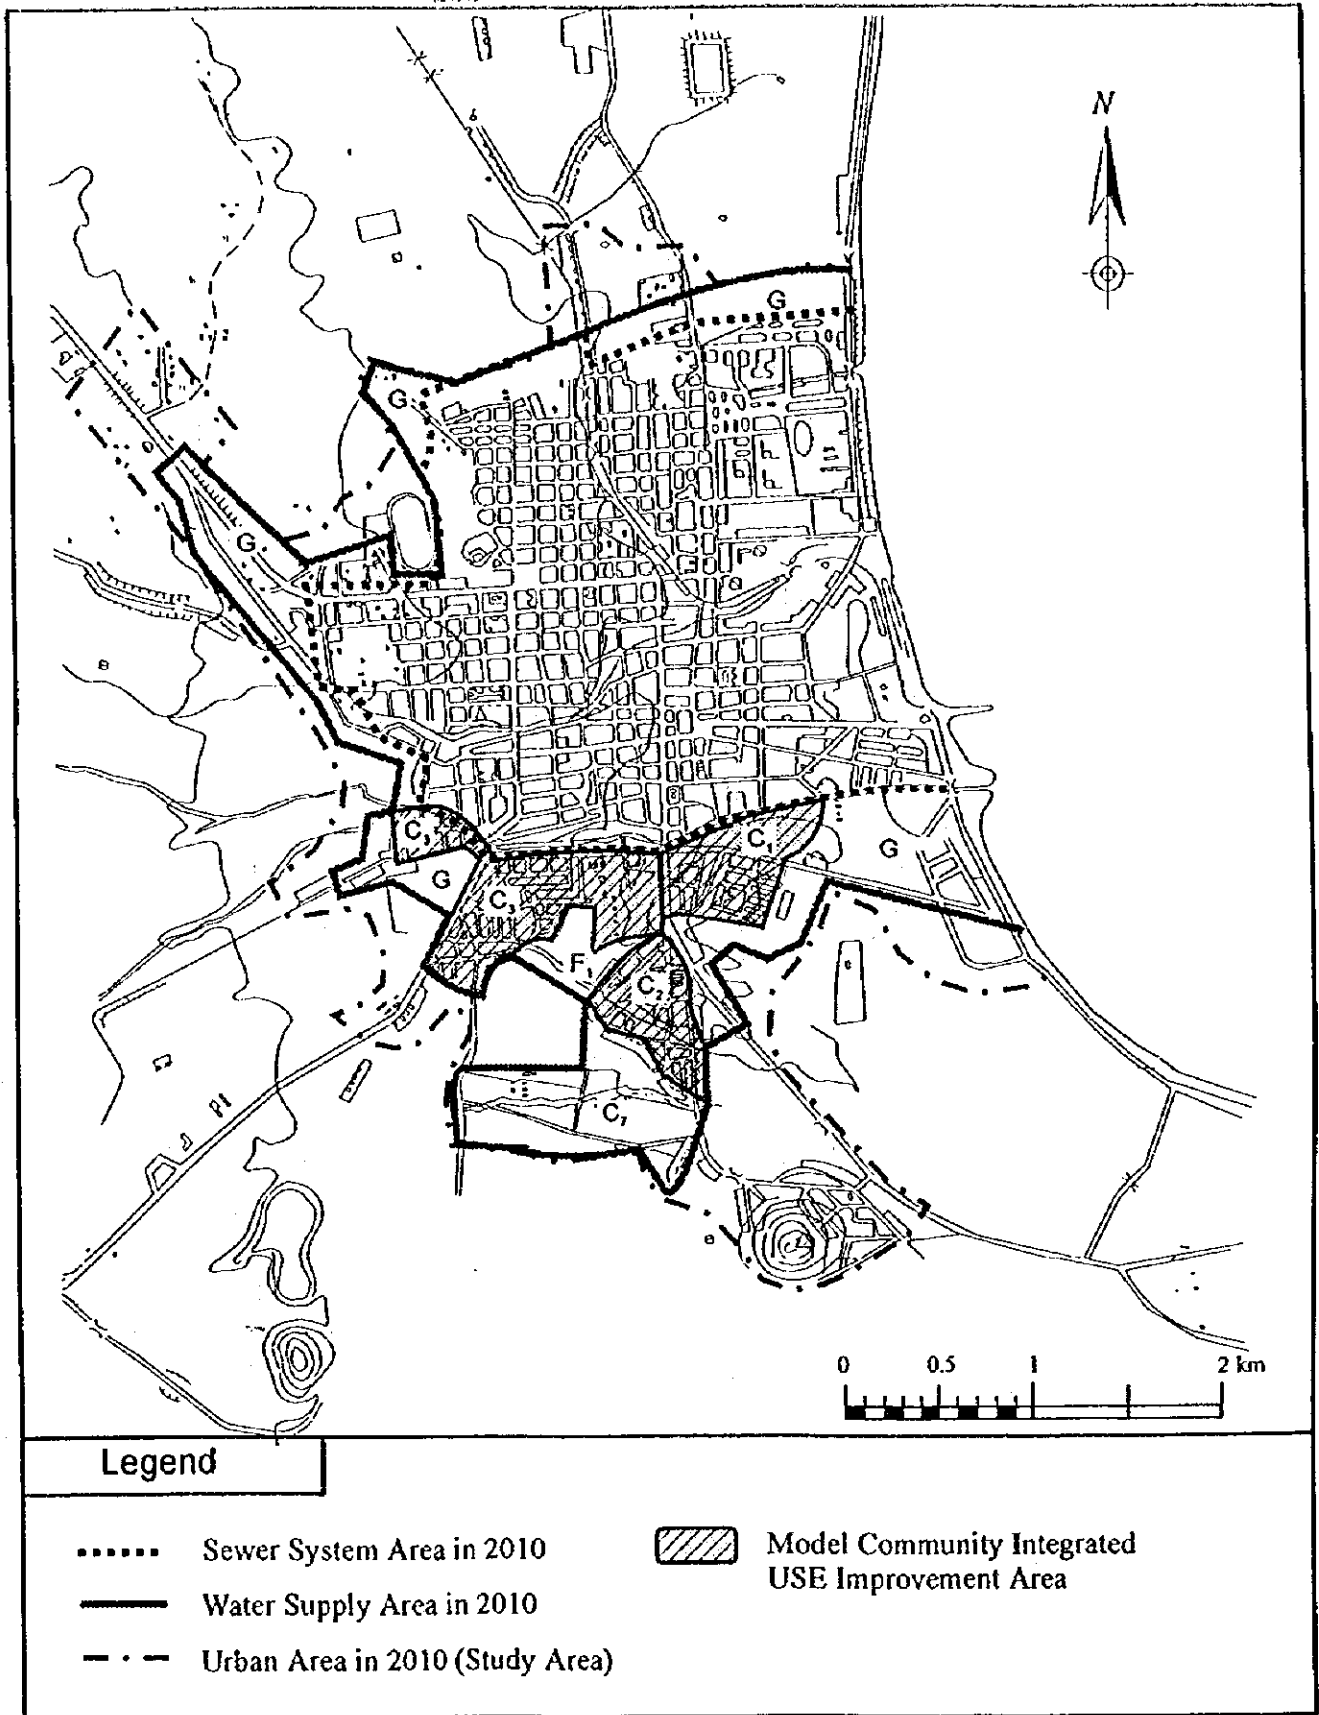 N
G
G
G
C₃
C₁
G
G
C₃
F₁
C₂
C₇
0 0.5 1 2 km
Legend
Sewer System Area in 2010
Water Supply Area in 2010
Urban Area in 2010 (Study Area)
Model Community Integrated
USE Improvement Area